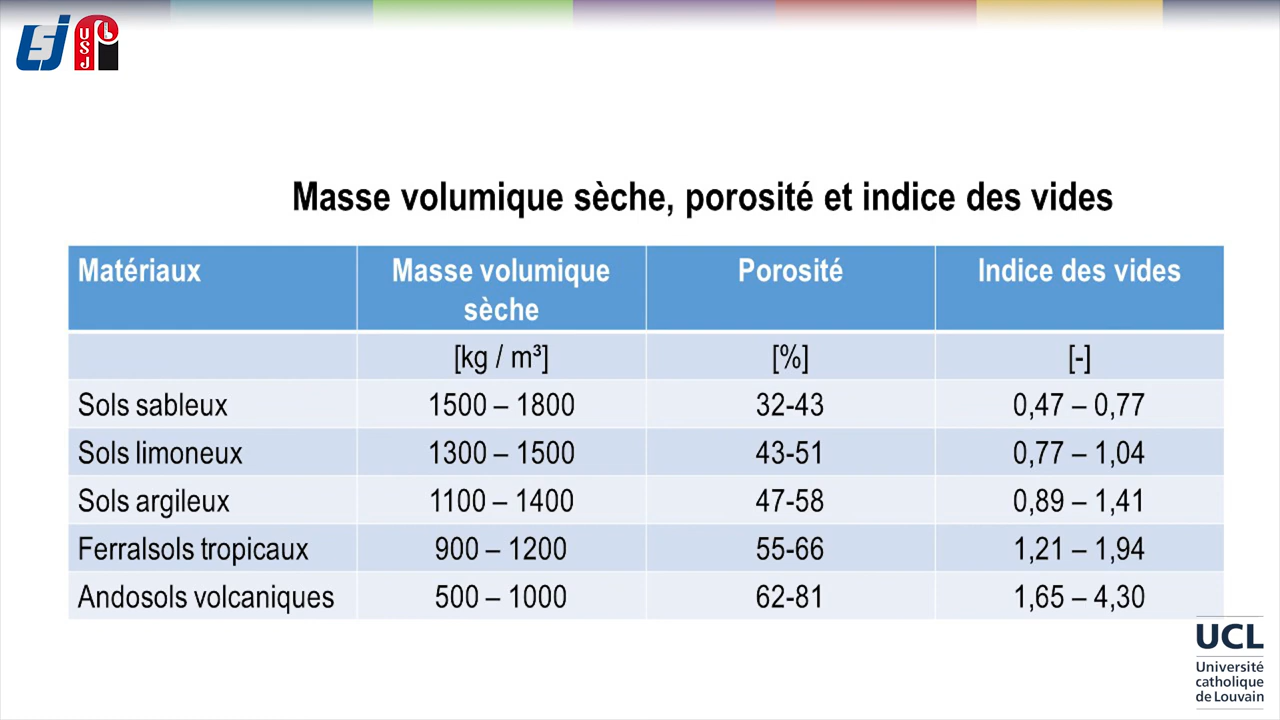 USJ
Masse volumique sèche, porosité et indice des vides
Matériaux Masse volumique sèche Porosité Indice des vides
[kg / m³] [%] [-]
Sols sableux 1500 – 1800 32-43 0,47 – 0,77
Sols limoneux 1300 – 1500 43-51 0,77 – 1,04
Sols argileux 1100 – 1400 47-58 0,89 – 1,41
Ferralsols tropicaux 900 – 1200 55-66 1,21 – 1,94
Andosols volcaniques 500 – 1000 62-81 1,65 – 4,30
UCL
Université
catholique
de Louvain